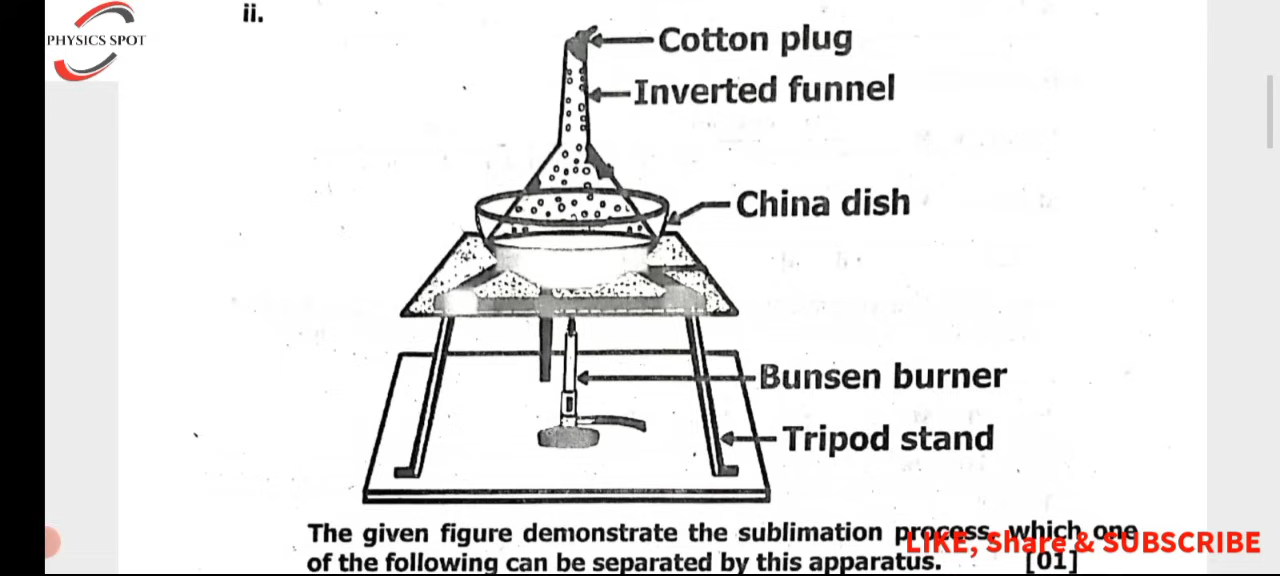 ii.
PHYSICS SPOT
Cotton plug
Inverted funnel
China dish
Bunsen burner
Tripod stand
The given figure demonstrate the sublimation process, which one
of the following can be separated by this apparatus. [01]
LIKE, Share & SUBSCRIBE